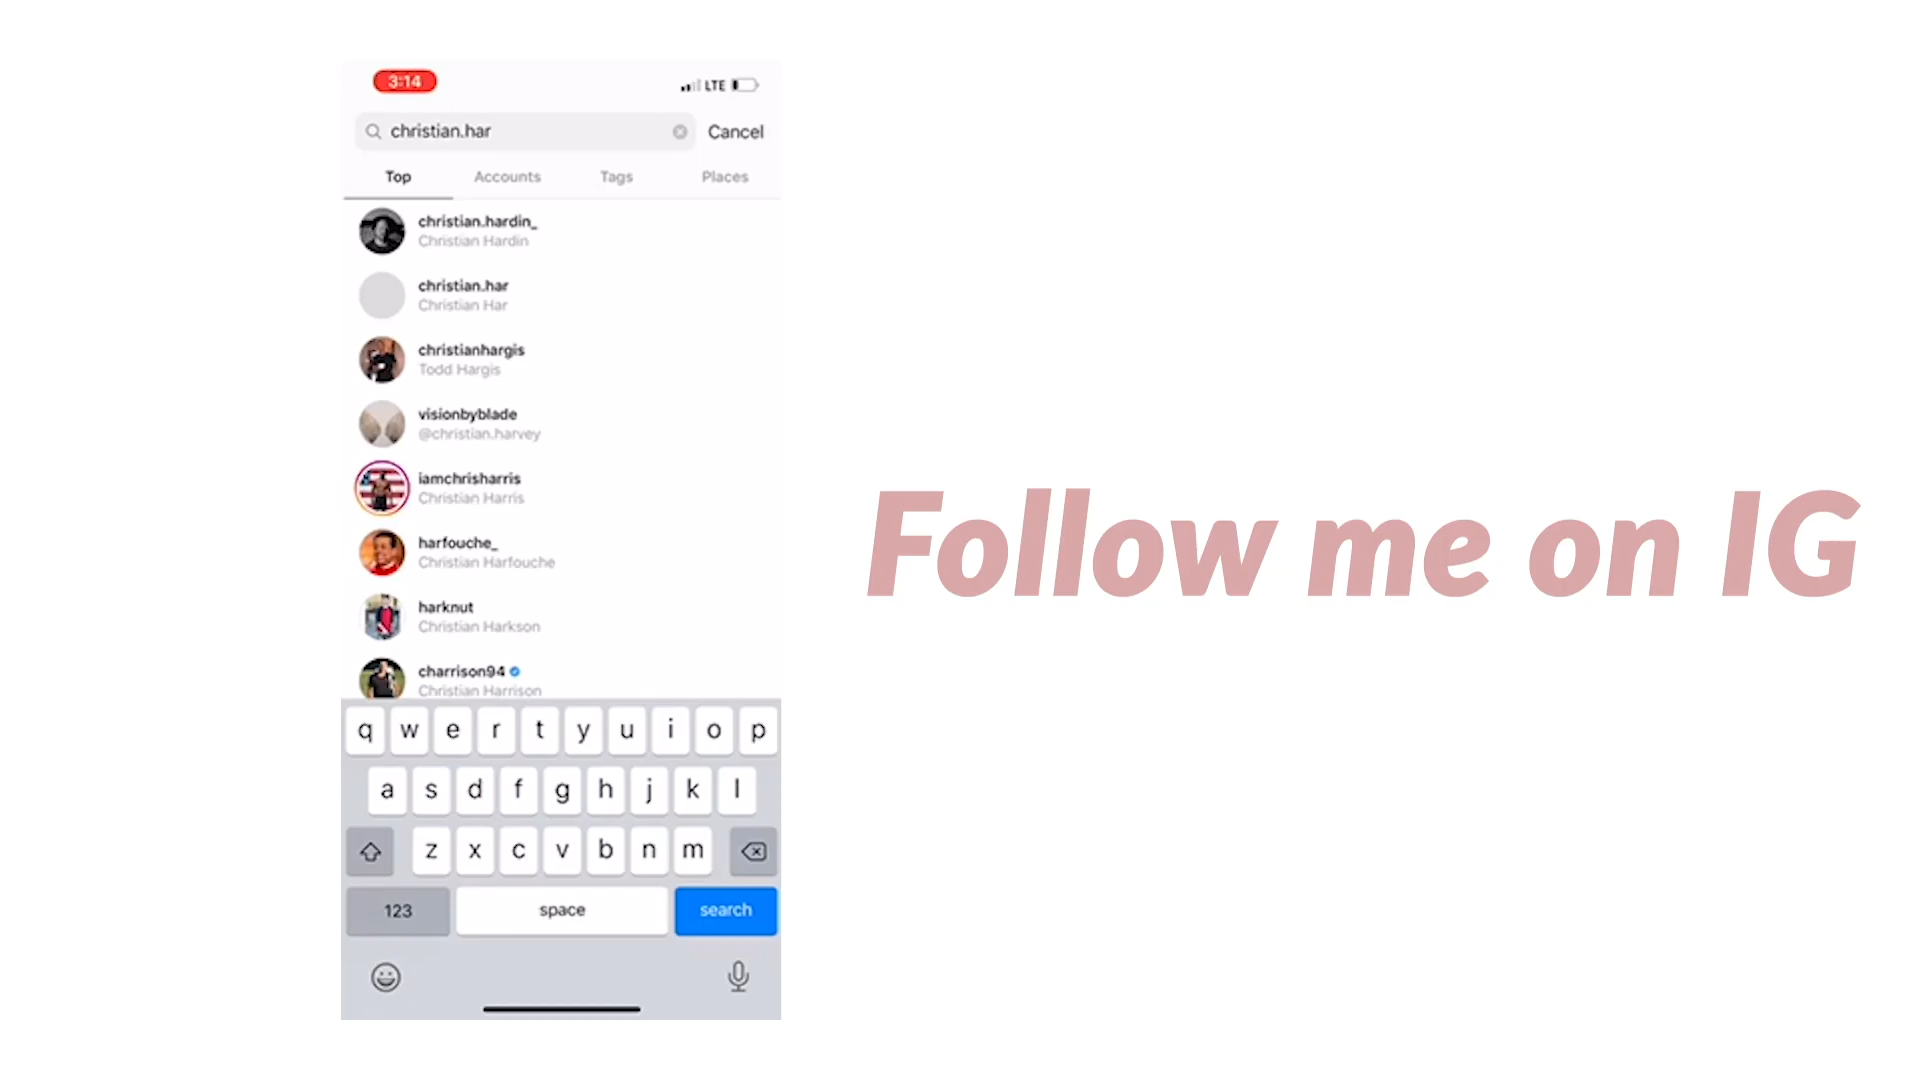 3:14
LTE
christian.har
Cancel
Top Accounts Tags Places
christian.hardin_
Christian Hardin
christian.har
Christian Har
christianhargis
Todd Hargis
visionbyblade
@christian.harvey
iamchrisharris
Christian Harris
harfouche_
Christian Harfouche
harknut
Christian Harkson
charrison94
Christian Harrison
Follow me on IG
q w e r t y u i o p
a s d f g h j k l
z x c v b n m
123 space search